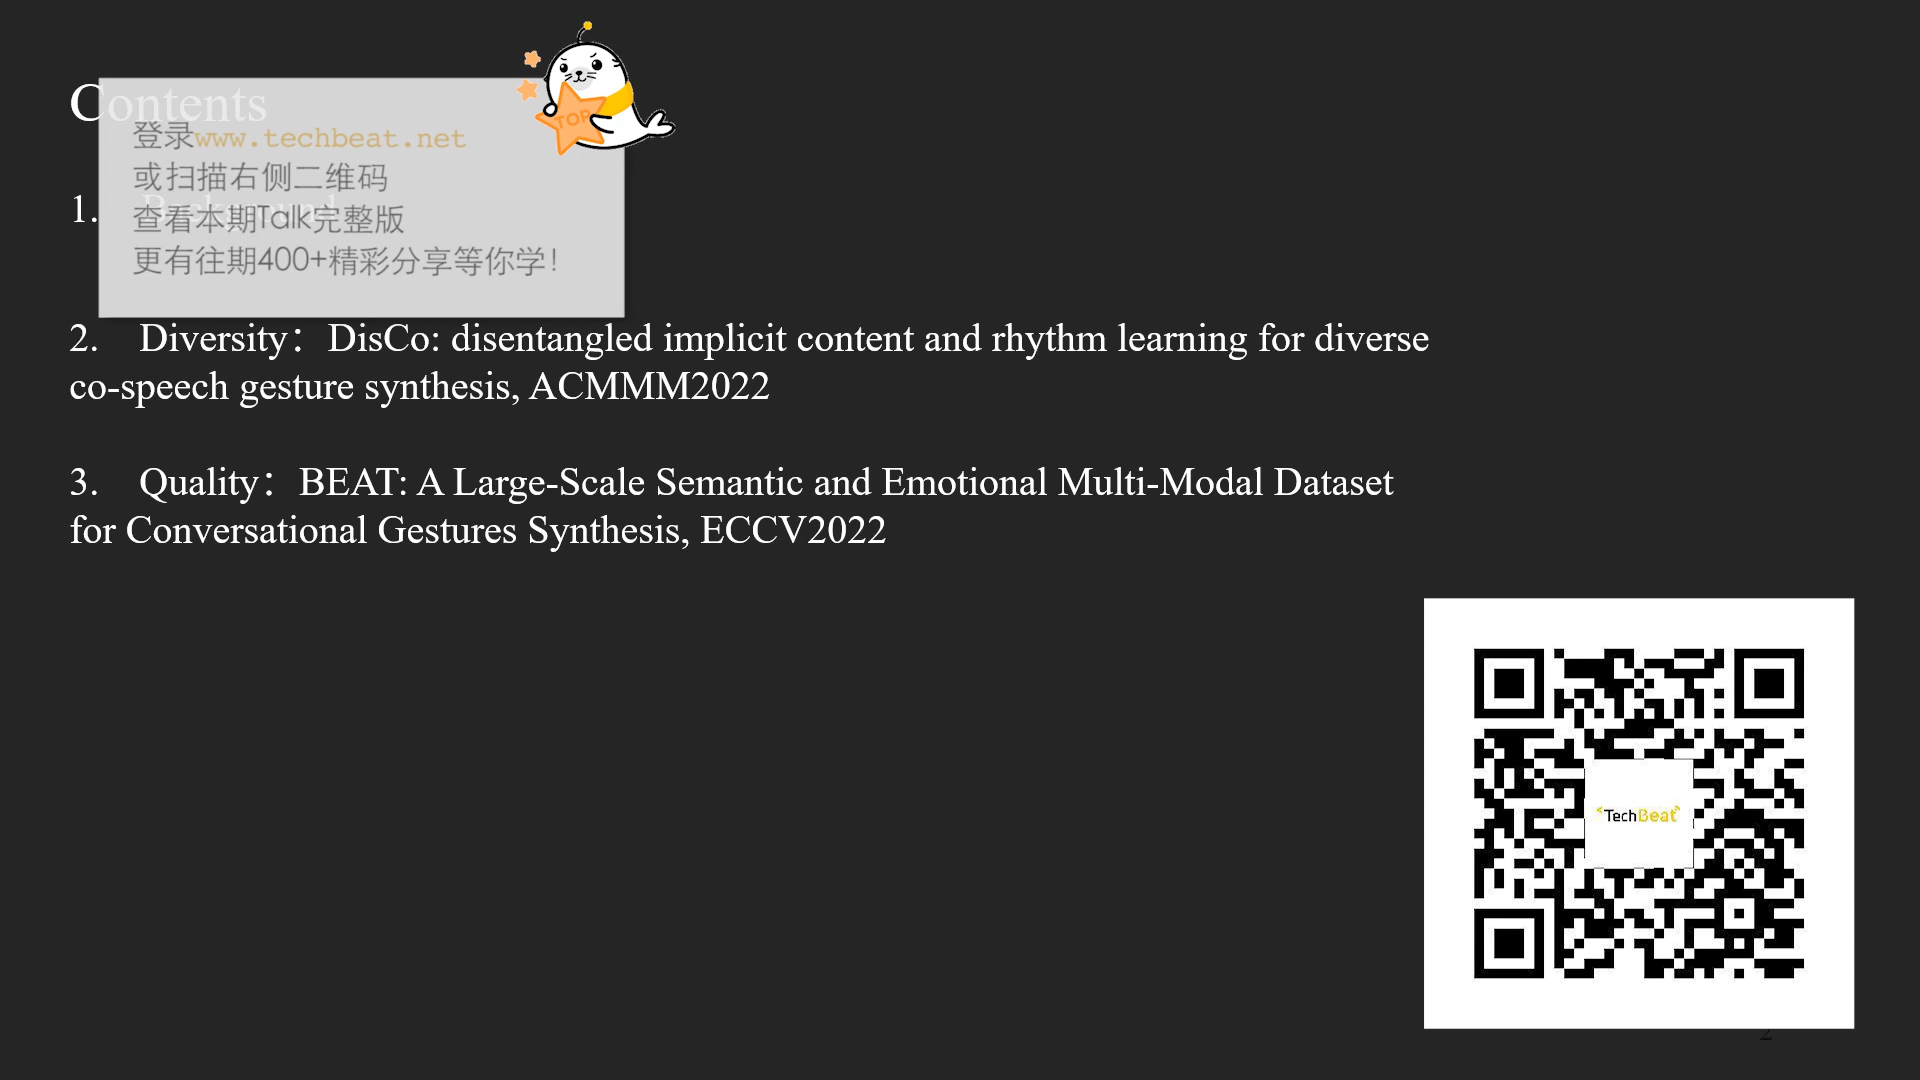 Contents
登录www.techbeat.net
或扫描右侧二维码
1. Background
查看本期Talk完整版
更有往期400+精彩分享等你学!
TOP
2. Diversity：DisCo: disentangled implicit content and rhythm learning for diverse
co-speech gesture synthesis, ACMMM2022
3. Quality：BEAT: A Large-Scale Semantic and Emotional Multi-Modal Dataset
for Conversational Gestures Synthesis, ECCV2022
TechBeat
2